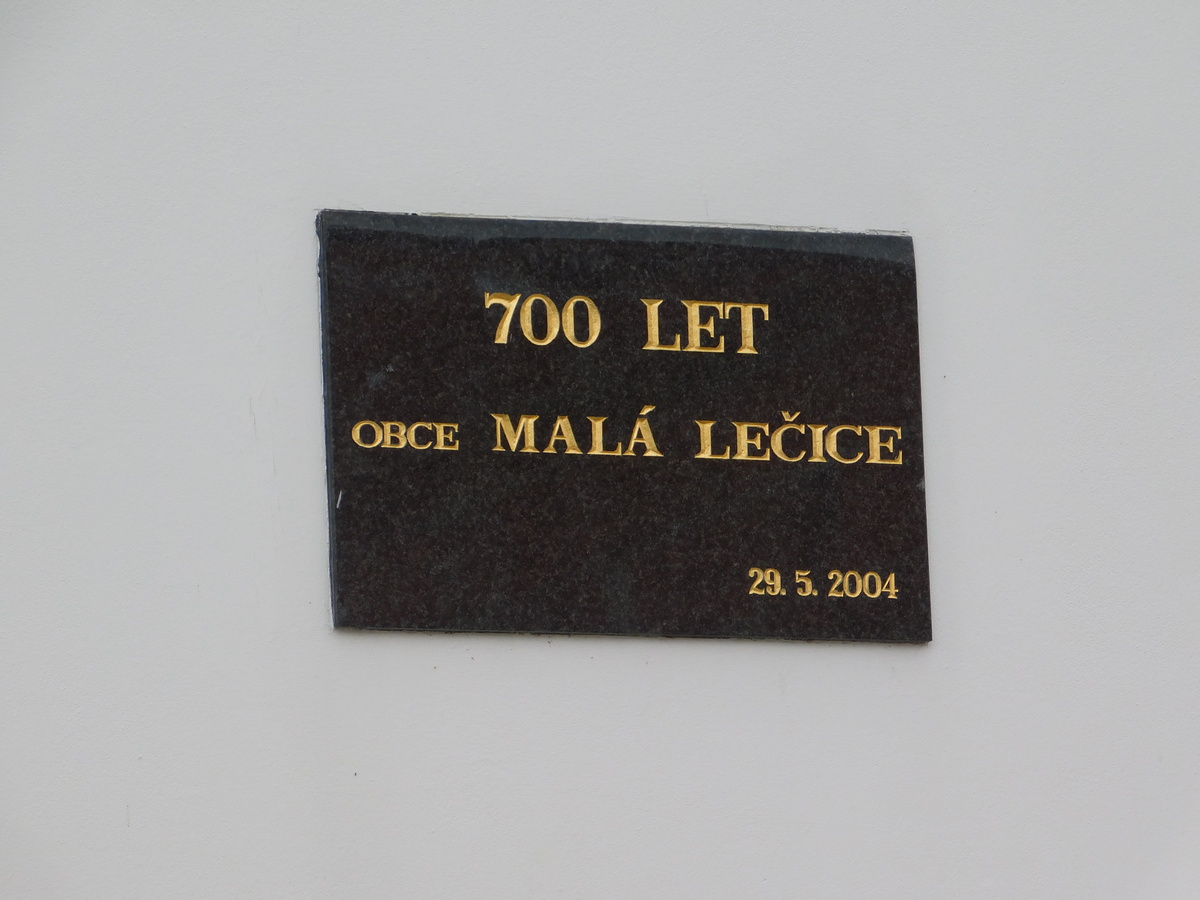 700 LET
OBCE MALÁ LEČICE
29. 5. 2004